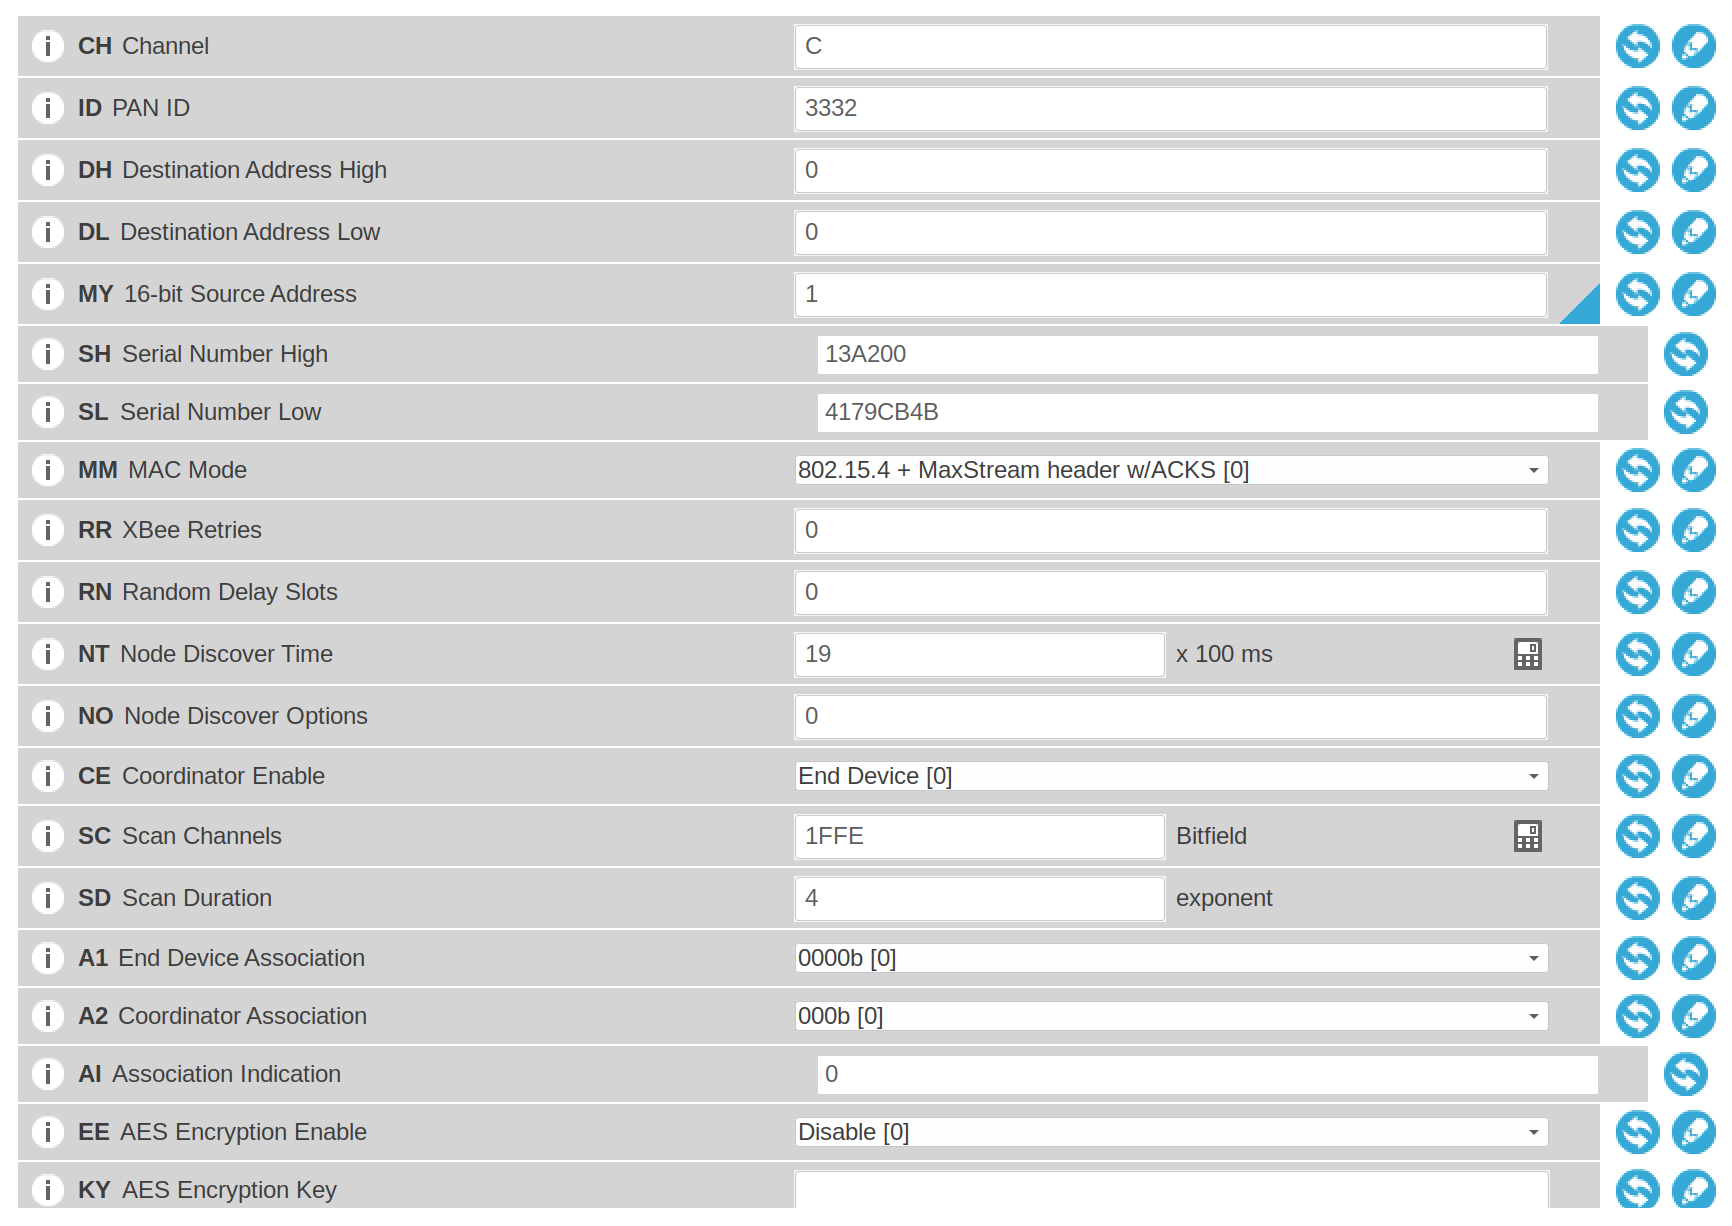 CH Channel C
ID PAN ID 3332
DH Destination Address High 0
DL Destination Address Low 0
MY 16-bit Source Address 1
SH Serial Number High 13A200
SL Serial Number Low 4179CB4B
MM MAC Mode 802.15.4 + MaxStream header w/ACKS [0]
RR XBee Retries 0
RN Random Delay Slots 0
NT Node Discover Time 19 x 100 ms
NO Node Discover Options 0
CE Coordinator Enable End Device [0]
SC Scan Channels 1FFE Bitfield
SD Scan Duration 4 exponent
A1 End Device Association 0000b [0]
A2 Coordinator Association 000b [0]
AI Association Indication 0
EE AES Encryption Enable Disable [0]
KY AES Encryption Key